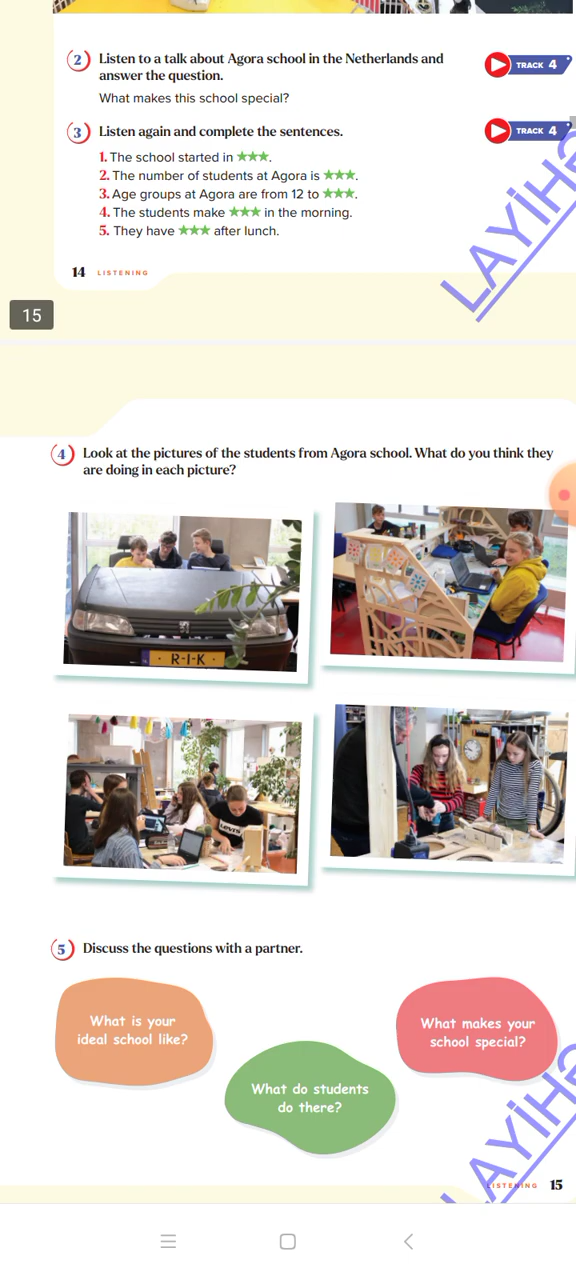 2 Listen to a talk about Agora school in the Netherlands and
answer the question.
TRACK 4
What makes this school special?
3 Listen again and complete the sentences.
TRACK 4
1. The school started in ★★★.
2. The number of students at Agora is ★★★.
3. Age groups at Agora are from 12 to ★★★.
4. The students make ★★★ in the morning.
5. They have ★★★ after lunch.
LAYİHƏ
14 LISTENING
15
4 Look at the pictures of the students from Agora school. What do you think they
are doing in each picture?
R-I-K
LEVI'S
5 Discuss the questions with a partner.
What is your
ideal school like?
What makes your
school special?
What do students
do there?
LAYİHƏ
LISTENING 15